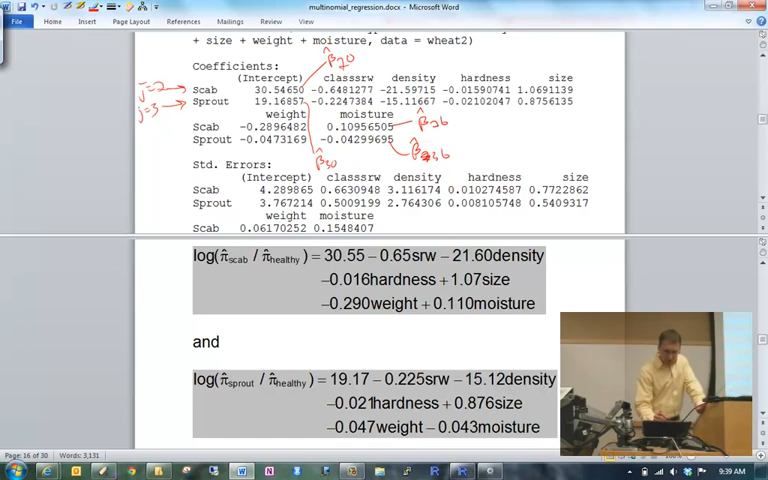 multinomial_regression.docx - Microsoft Word
File Home Insert Page Layout References Mailings Review View
+ size + weight + moisture, data = wheat2)
Coefficients:
(Intercept) classsrw density hardness size
j=2 Scab 30.54650 -0.6481277 -21.59715 -0.01590741 1.0691139
j=3 Sprout 19.16857 -0.2247384 -15.11667 -0.02102047 0.8756135
weight moisture
Scab -0.2896482 0.10956505 β̂26
Sprout -0.0473169 -0.04299695
β̂20
β̂36
β̂30
Std. Errors:
(Intercept) classsrw density hardness size
Scab 4.289865 0.6630948 3.116174 0.010274587 0.7722862
Sprout 3.767214 0.5009199 2.764306 0.008105748 0.5409317
weight moisture
Scab 0.06170252 0.1548407
log(π̂scab / π̂healthy) = 30.55 − 0.65srw − 21.60density
−0.016hardness + 1.07size
−0.290weight + 0.110moisture
and
log(π̂sprout / π̂healthy) = 19.17 − 0.225srw − 15.12density
−0.021hardness + 0.876size
−0.047weight − 0.043moisture
Page: 16 of 30 Words: 3,131
9:39 AM